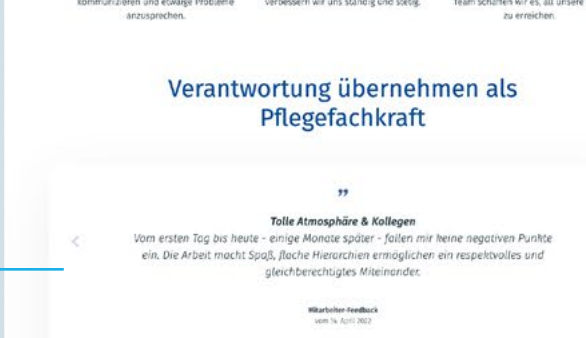 kommunizieren und etwaige Probleme
anzusprechen.
verbessern wir uns ständig und stetig.
Team schaffen wir es, all unsere
zu erreichen.
Verantwortung übernehmen als
Pflegefachkraft
”
Tolle Atmosphäre & Kollegen
Vom ersten Tag bis heute - einige Monate später - fallen mir keine negativen Punkte
ein. Die Arbeit macht Spaß, flache Hierarchien ermöglichen ein respektvolles und
gleichberechtigtes Miteinander.
Mitarbeiter-Feedback
vom 14. April 2022